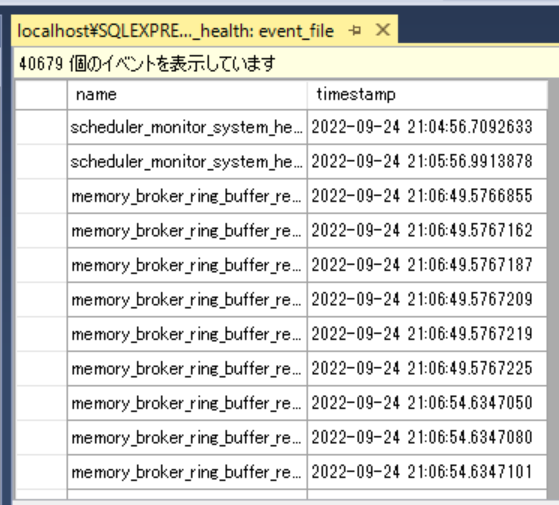 localhost¥SQLEXPRE..._health: event_file
40679 個のイベントを表示しています
name timestamp
scheduler_monitor_system_he... 2022-09-24 21:04:56.7092633
scheduler_monitor_system_he... 2022-09-24 21:05:56.9913878
memory_broker_ring_buffer_re... 2022-09-24 21:06:49.5766855
memory_broker_ring_buffer_re... 2022-09-24 21:06:49.5767162
memory_broker_ring_buffer_re... 2022-09-24 21:06:49.5767187
memory_broker_ring_buffer_re... 2022-09-24 21:06:49.5767209
memory_broker_ring_buffer_re... 2022-09-24 21:06:49.5767219
memory_broker_ring_buffer_re... 2022-09-24 21:06:49.5767225
memory_broker_ring_buffer_re... 2022-09-24 21:06:54.6347050
memory_broker_ring_buffer_re... 2022-09-24 21:06:54.6347080
memory_broker_ring_buffer_re... 2022-09-24 21:06:54.6347101